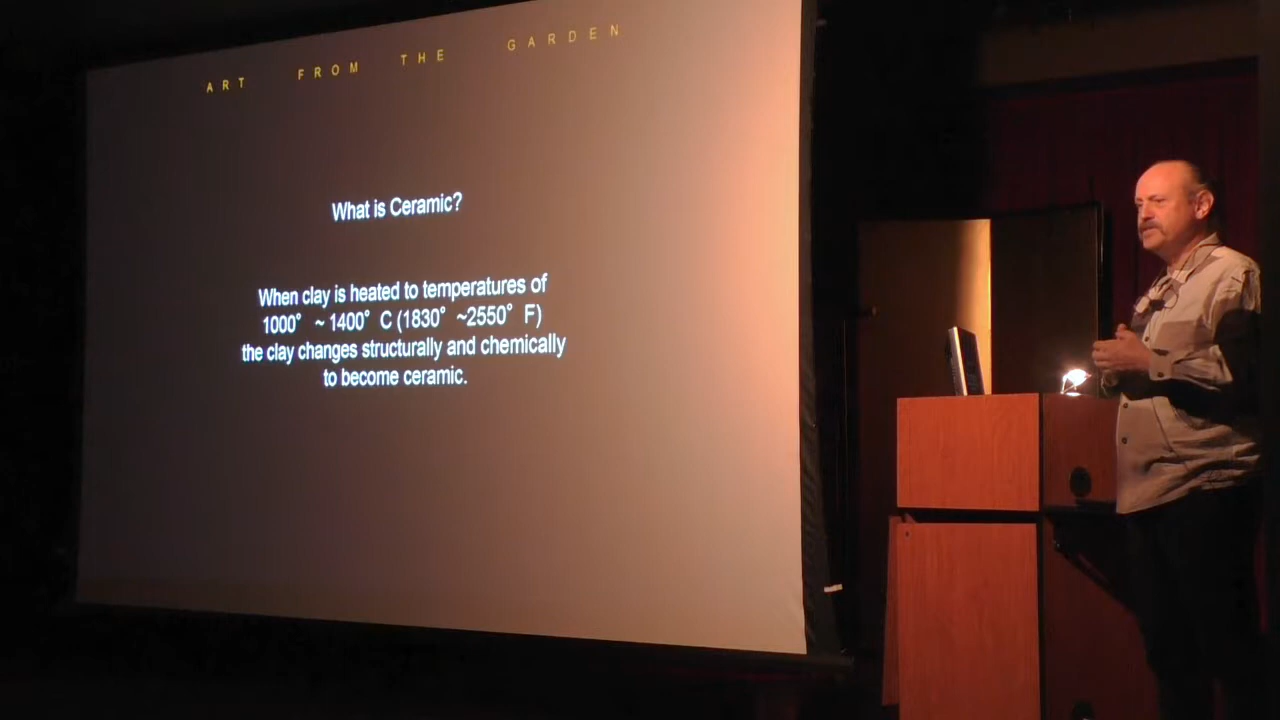 ART FROM THE GARDEN
What is Ceramic?
When clay is heated to temperatures of
1000° ~ 1400° C (1830° ~2550° F)
the clay changes structurally and chemically
to become ceramic.